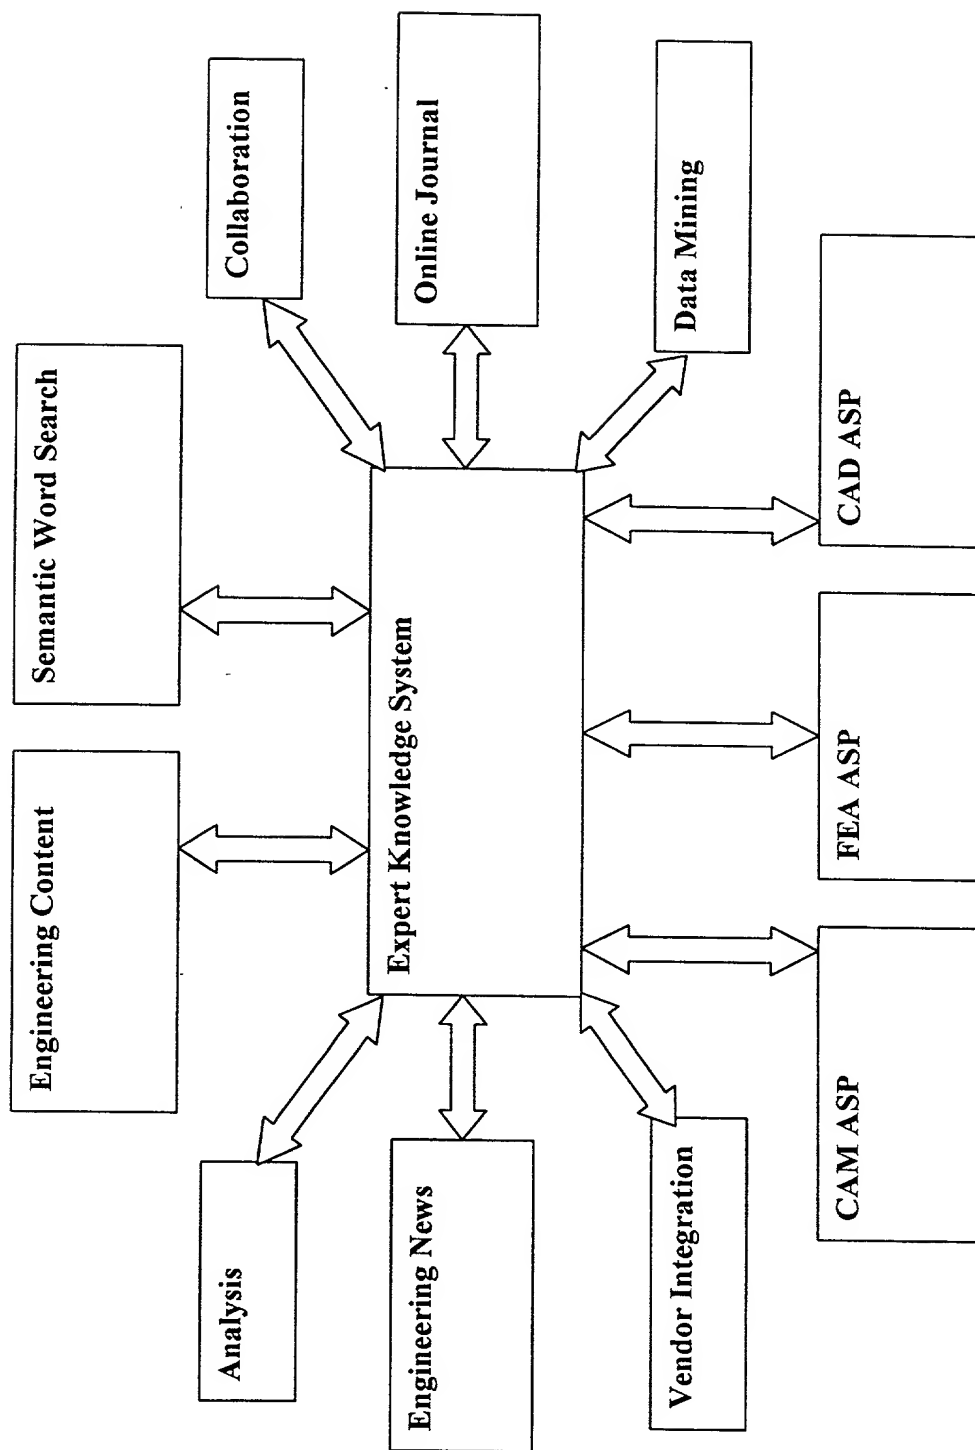 Engineering Content
Semantic Word Search
Analysis
Collaboration
Engineering News
Expert Knowledge System
Online Journal
Vendor Integration
Data Mining
CAM ASP
FEA ASP
CAD ASP